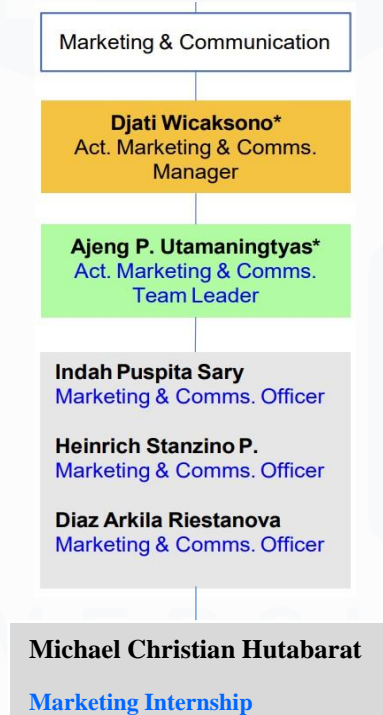 Marketing & Communication
Djati Wicaksono*
Act. Marketing & Comms.
Manager
Ajeng P. Utamaningtyas*
Act. Marketing & Comms.
Team Leader
Indah Puspita Sary
Marketing & Comms. Officer
Heinrich Stanzino P.
Marketing & Comms. Officer
Diaz Arkila Riestanova
Marketing & Comms. Officer
Michael Christian Hutabarat
Marketing Internship